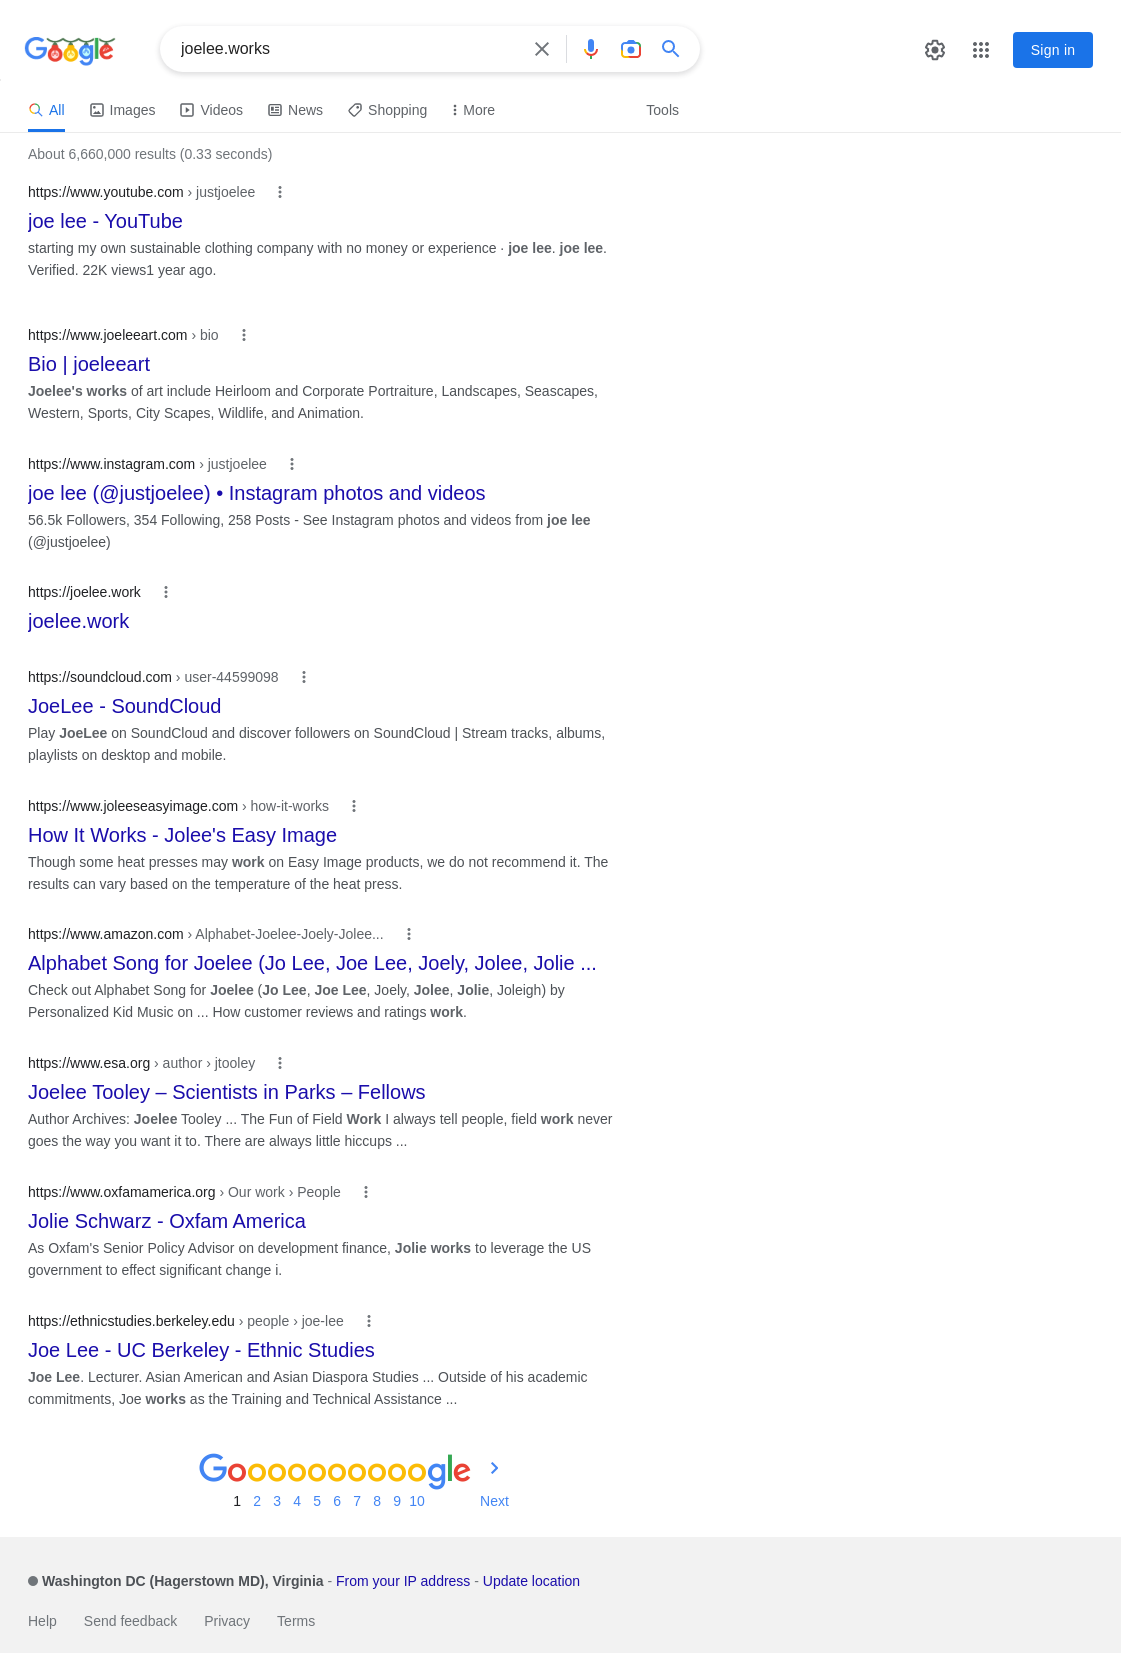 Google
joelee.works
Sign in
All
Images
Videos
News
Shopping
More
Tools
About 6,660,000 results (0.33 seconds)
https://www.youtube.com › justjoelee
joe lee - YouTube
starting my own sustainable clothing company with no money or experience · joe lee. joe lee.
Verified. 22K views1 year ago.
https://www.joeleeart.com › bio
Bio | joeleeart
Joelee's works of art include Heirloom and Corporate Portraiture, Landscapes, Seascapes,
Western, Sports, City Scapes, Wildlife, and Animation.
https://www.instagram.com › justjoelee
joe lee (@justjoelee) • Instagram photos and videos
56.5k Followers, 354 Following, 258 Posts - See Instagram photos and videos from joe lee
(@justjoelee)
https://joelee.work
joelee.work
https://soundcloud.com › user-44599098
JoeLee - SoundCloud
Play JoeLee on SoundCloud and discover followers on SoundCloud | Stream tracks, albums,
playlists on desktop and mobile.
https://www.joleeseasyimage.com › how-it-works
How It Works - Jolee's Easy Image
Though some heat presses may work on Easy Image products, we do not recommend it. The
results can vary based on the temperature of the heat press.
https://www.amazon.com › Alphabet-Joelee-Joely-Jolee...
Alphabet Song for Joelee (Jo Lee, Joe Lee, Joely, Jolee, Jolie ...
Check out Alphabet Song for Joelee (Jo Lee, Joe Lee, Joely, Jolee, Jolie, Joleigh) by
Personalized Kid Music on ... How customer reviews and ratings work.
https://www.esa.org › author › jtooley
Joelee Tooley – Scientists in Parks – Fellows
Author Archives: Joelee Tooley ... The Fun of Field Work I always tell people, field work never
goes the way you want it to. There are always little hiccups ...
https://www.oxfamamerica.org › Our work › People
Jolie Schwarz - Oxfam America
As Oxfam's Senior Policy Advisor on development finance, Jolie works to leverage the US
government to effect significant change i.
https://ethnicstudies.berkeley.edu › people › joe-lee
Joe Lee - UC Berkeley - Ethnic Studies
Joe Lee. Lecturer. Asian American and Asian Diaspora Studies ... Outside of his academic
commitments, Joe works as the Training and Technical Assistance ...
Goooooooooogle
1 2 3 4 5 6 7 8 9 10 Next
Washington DC (Hagerstown MD), Virginia - From your IP address - Update location
Help Send feedback Privacy Terms